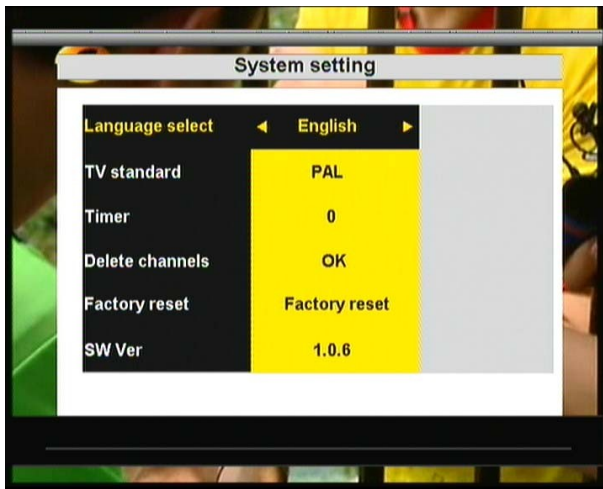 System setting
Language select English
TV standard PAL
Timer 0
Delete channels OK
Factory reset Factory reset
SW Ver 1.0.6